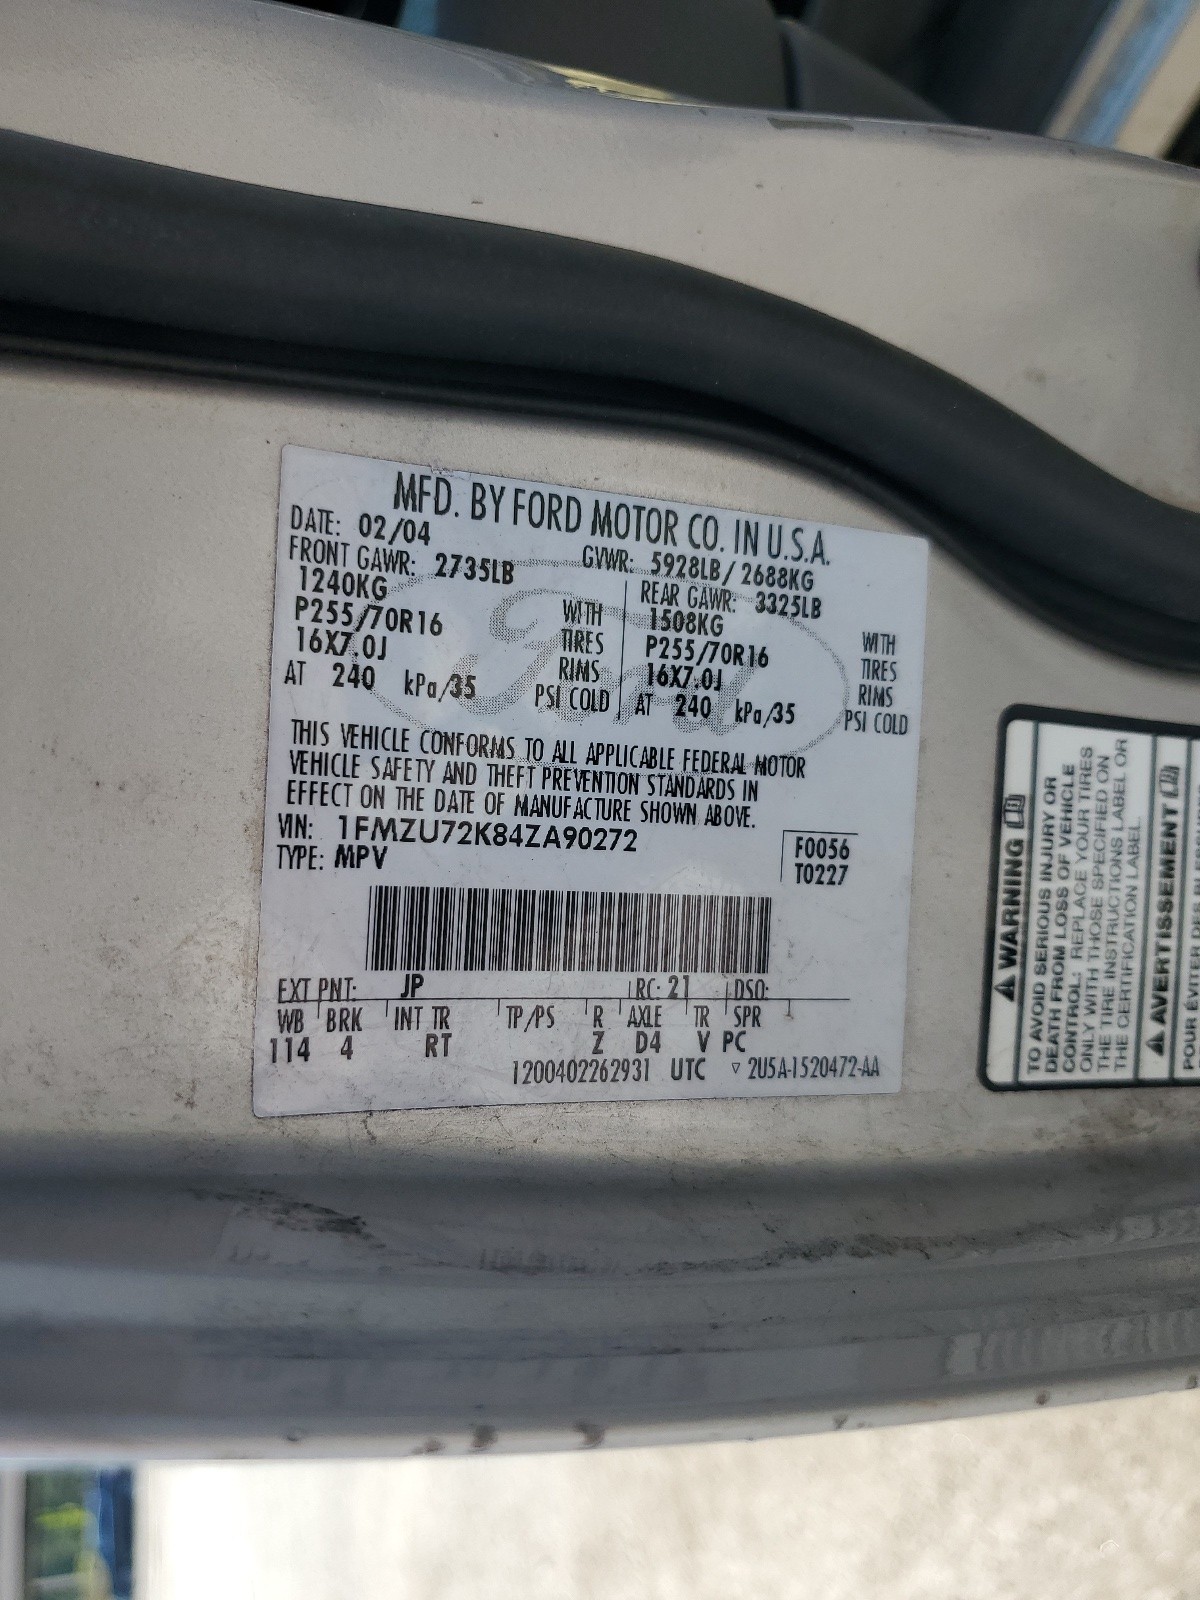 MFD. BY FORD MOTOR CO. IN U.S.A.
DATE: 02/04 GVWR: 5928LB / 2688KG
FRONT GAWR: 2735LB REAR GAWR: 3325LB
1240KG WITH 1508KG WITH
P255/70R16 TIRES P255/70R16 TIRES
16X7.0J RIMS 16X7.0J RIMS
AT 240 kPa/35 PSI COLD AT 240 kPa/35 PSI COLD
Ford
THIS VEHICLE CONFORMS TO ALL APPLICABLE FEDERAL MOTOR
VEHICLE SAFETY AND THEFT PREVENTION STANDARDS IN
EFFECT ON THE DATE OF MANUFACTURE SHOWN ABOVE.
VIN: 1FMZU72K84ZA90272
TYPE: MPV
F0056
T0227
EXT PNT: JP RC: 21 DSO:
WB BRK INT TR TP/PS R AXLE TR SPR
114 4 RT Z D4 V PC
1200402262931 UTC ▿ 2U5A-1520472-AA
⚠ WARNING
TO AVOID SERIOUS INJURY OR
DEATH FROM LOSS OF VEHICLE
CONTROL: REPLACE YOUR TIRES
ONLY WITH THOSE SPECIFIED ON
THE TIRE INSTRUCTIONS LABEL OR
THE CERTIFICATION LABEL.
⚠ AVERTISSEMENT
POUR ÉVITER DES